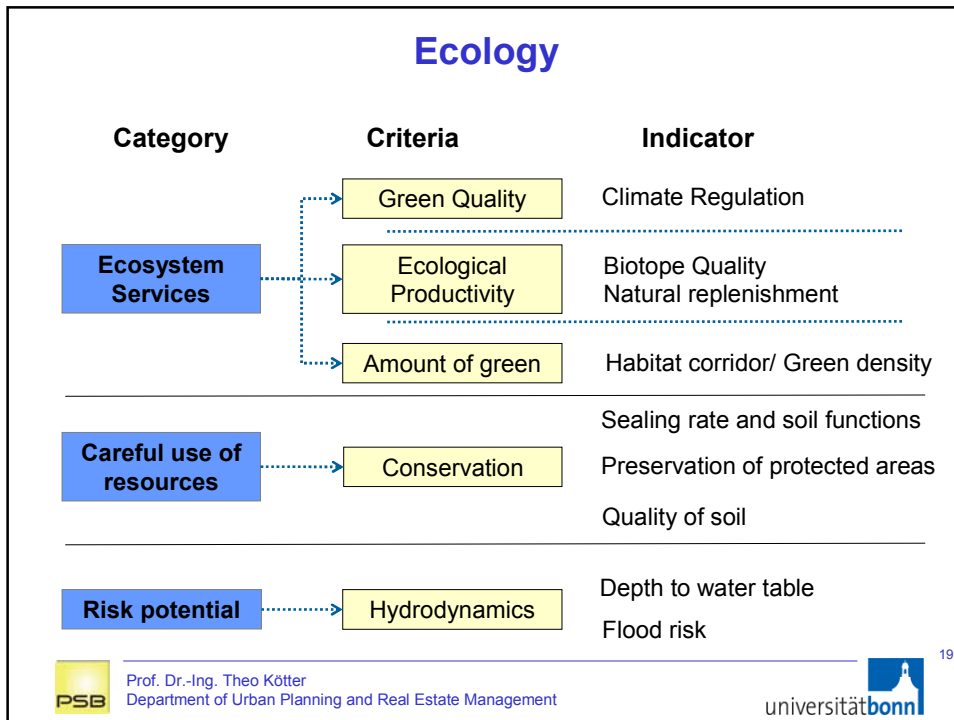 Ecology
Category Criteria Indicator
Green Quality Climate Regulation
Ecosystem
Services
Ecological
Productivity
Biotope Quality
Natural replenishment
Amount of green Habitat corridor/ Green density
Careful use of
resources
Conservation
Sealing rate and soil functions
Preservation of protected areas
Quality of soil
Risk potential Hydrodynamics
Depth to water table
Flood risk
19
PSB
Prof. Dr.-Ing. Theo Kötter
Department of Urban Planning and Real Estate Management
universitätbonn